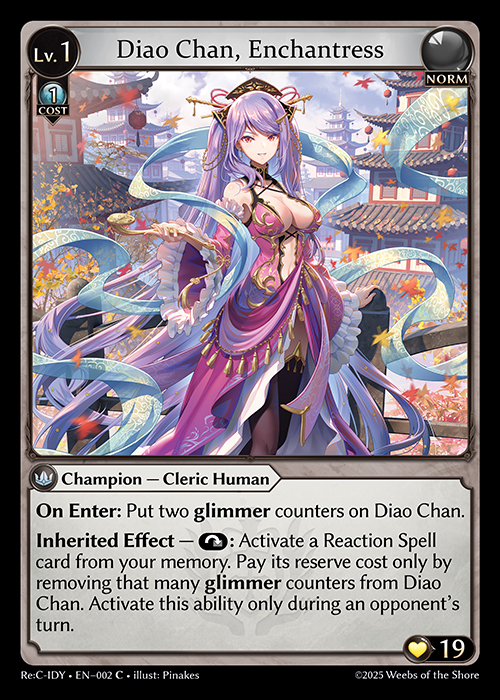 Lv. 1
Diao Chan, Enchantress
NORM
1
COST
Champion — Cleric Human
On Enter: Put two glimmer counters on Diao Chan.
Inherited Effect — : Activate a Reaction Spell
card from your memory. Pay its reserve cost only by
removing that many glimmer counters from Diao
Chan. Activate this ability only during an opponent's
turn.
19
Re:C-IDY • EN-002 C • illust: Pinakes
©2025 Weebs of the Shore